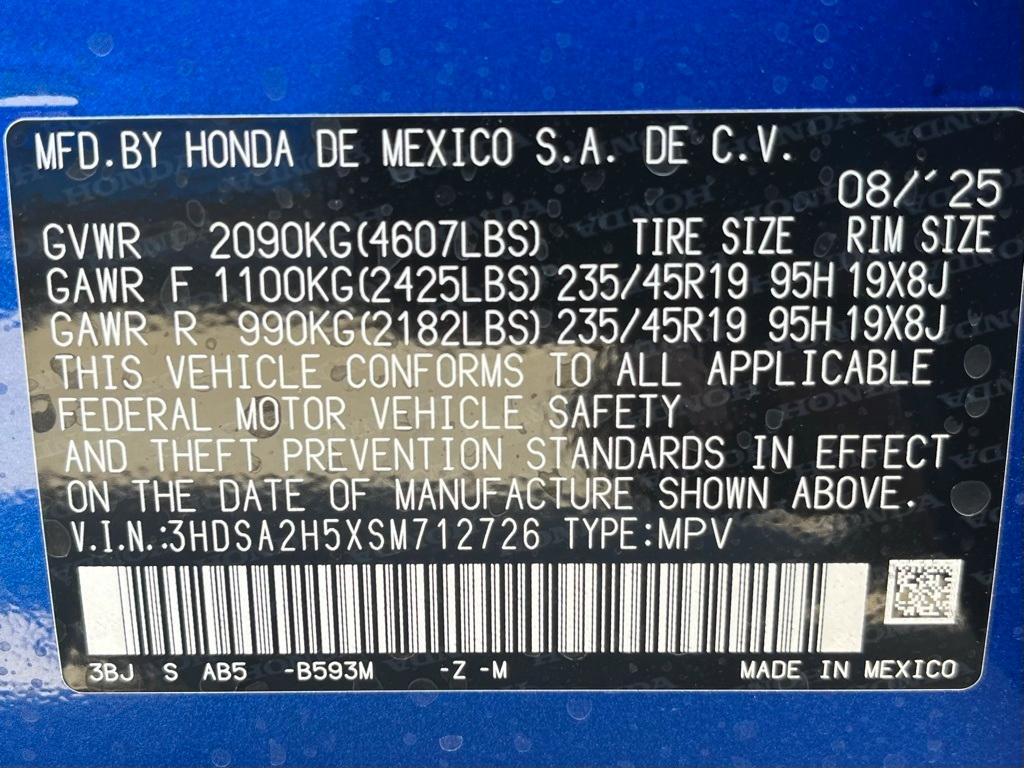 MFD.BY HONDA DE MEXICO S.A. DE C.V.
08/´25
GVWR 2090KG(4607LBS) TIRE SIZE RIM SIZE
GAWR F 1100KG(2425LBS) 235/45R19 95H 19X8J
GAWR R 990KG(2182LBS) 235/45R19 95H 19X8J
THIS VEHICLE CONFORMS TO ALL APPLICABLE
FEDERAL MOTOR VEHICLE SAFETY
AND THEFT PREVENTION STANDARDS IN EFFECT
ON THE DATE OF MANUFACTURE SHOWN ABOVE.
V.I.N.:3HDSA2H5XSM712726 TYPE:MPV
3BJ S AB5 -B593M -Z -M MADE IN MEXICO